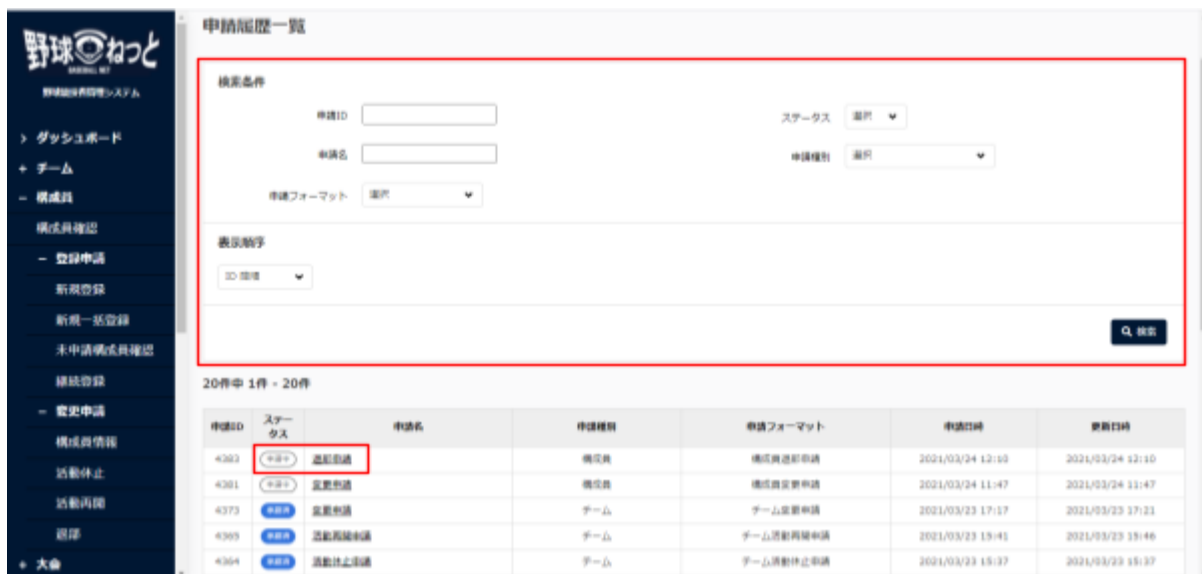 野球ねっと
BASEBALL NET
野球競技者管理システム
> ダッシュボード
+ チーム
− 構成員
構成員確認
− 登録申請
新規登録
新規一括登録
未申請構成員確認
継続登録
− 変更申請
構成員情報
活動休止
活動再開
退部
+ 大会
申請履歴一覧
検索条件
申請ID
ステータス 選択
申請名
申請種別 選択
申請フォーマット 選択
表示順序
ID 降順
検索
20件中 1件 - 20件
申請ID ステータス 申請名 申請種別 申請フォーマット 申請日時 更新日時
4383 申請中 退部申請 構成員 構成員退部申請 2021/03/24 12:10 2021/03/24 12:10
4381 申請中 変更申請 構成員 構成員変更申請 2021/03/24 11:47 2021/03/24 11:47
4373 承認済 変更申請 チーム チーム変更申請 2021/03/23 17:17 2021/03/23 17:21
4365 承認済 活動再開申請 チーム チーム活動再開申請 2021/03/23 15:41 2021/03/23 15:46
4364 承認済 活動休止申請 チーム チーム活動休止申請 2021/03/23 15:37 2021/03/23 15:37